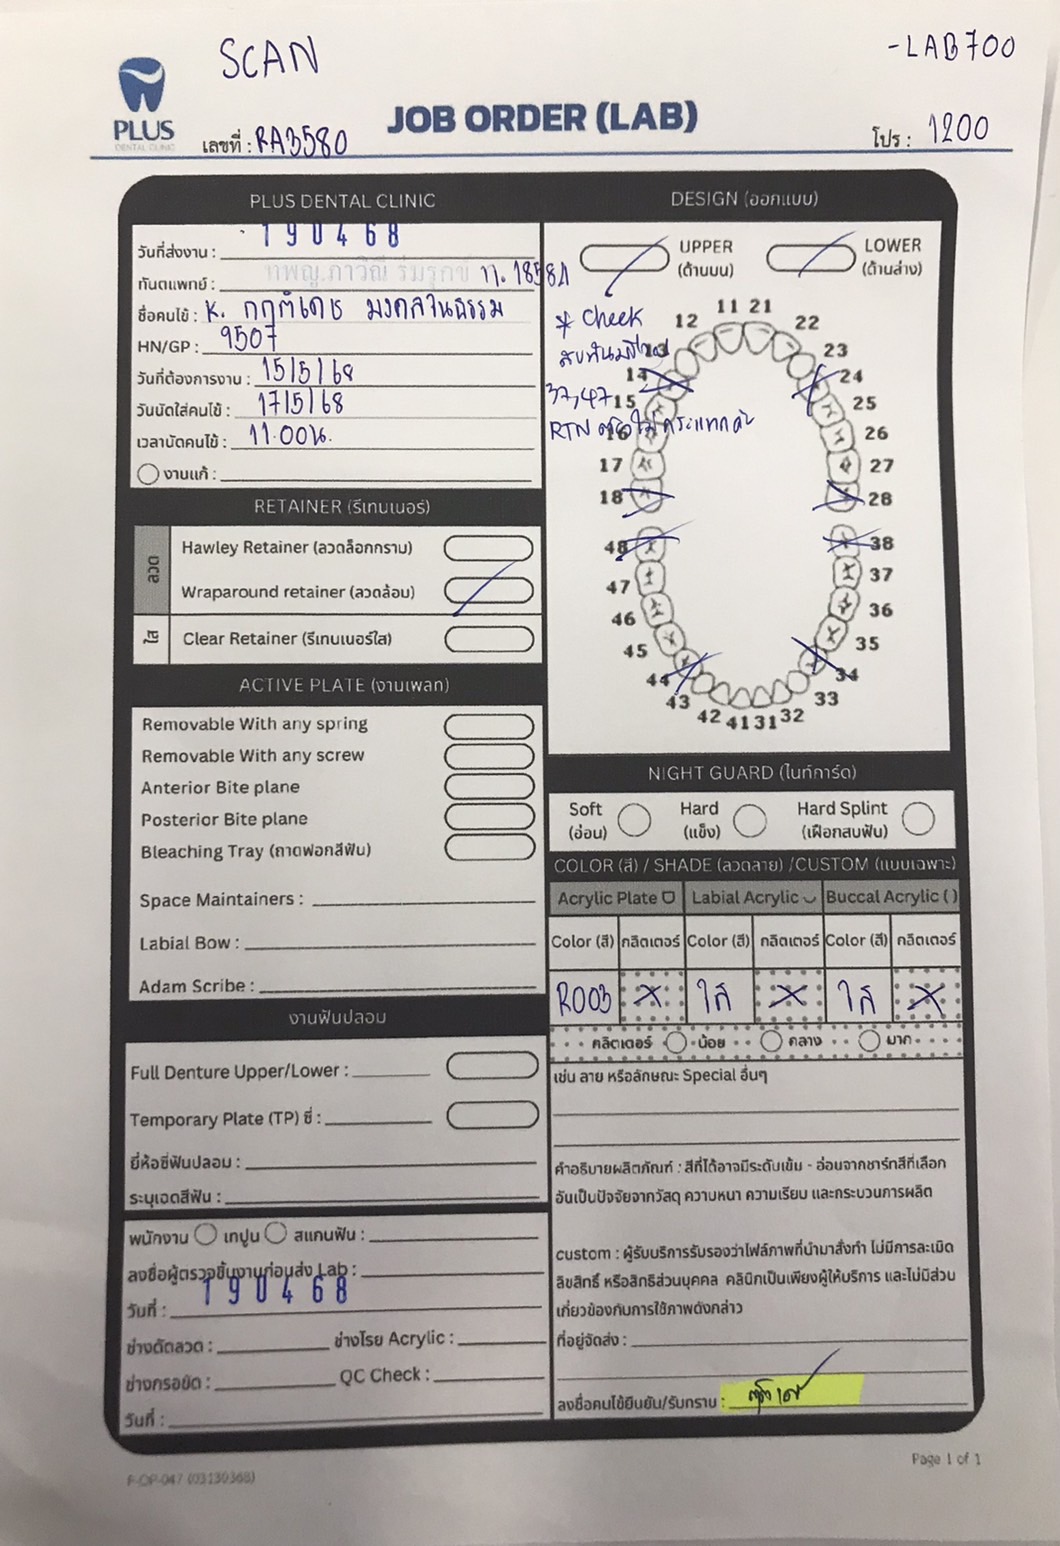 SCAN
-LAB700
PLUS
DENTAL CLINIC
เลขที่ : RA3580
JOB ORDER (LAB)
โปร : 1200
PLUS DENTAL CLINIC
วันที่ส่งงาน : 190468
ทันตแพทย์ : ทพญ.ภาวิณี ท. 18584
ชื่อคนไข้ : K. กฤติเดช มงคลวันธรรม
HN/GP : 9507
วันที่ต้องการงาน : 15/5/68
วันนัดใส่คนไข้ : 17/5/68
เวลานัดคนไข้ : 11.00น.
งานแก้ :
RETAINER (รีเทนเนอร์)
ลวด
Hawley Retainer (ลวดล็อกกราม)
Wraparound retainer (ลวดล้อม)
ใส
Clear Retainer (รีเทนเนอร์ใส)
ACTIVE PLATE (งานเพลท)
Removable With any spring
Removable With any screw
Anterior Bite plane
Posterior Bite plane
Bleaching Tray (ถาดฟอกสีฟัน)
Space Maintainers :
Labial Bow :
Adam Scribe :
งานฟันปลอม
Full Denture Upper/Lower :
Temporary Plate (TP) ซี่ :
ยี่ห้อซี่ฟันปลอม :
ระบุเฉดสีฟัน :
พนักงาน เทปูน สแกนฟัน :
ลงชื่อผู้ตรวจชิ้นงานก่อนส่ง Lab :
วันที่ : 190468
ช่างดัดลวด : ช่างโรย Acrylic :
ช่างกรอขัด : QC Check :
วันที่ :
DESIGN (ออกแบบ)
UPPER
(ด้านบน)
LOWER
(ด้านล่าง)
* Check
37,47
RTN
11 21
12 22
13 23
14 24
15 25
16 26
17 27
18 28
48 38
47 37
46 36
45 35
44 34
43 33
42 41 31 32
NIGHT GUARD (ไนท์การ์ด)
Soft
(อ่อน)
Hard
(แข็ง)
Hard Splint
(เฝือกสบฟัน)
COLOR (สี) / SHADE (ลวดลาย) /CUSTOM (แบบเฉพาะ)
Acrylic Plate Labial Acrylic Buccal Acrylic ( )
Color (สี) กลิตเตอร์ Color (สี) กลิตเตอร์ Color (สี) กลิตเตอร์
R003 X ใส X ใส X
กลิตเตอร์ น้อย กลาง มาก
เช่น ลาย หรือลักษณะ Special อื่นๆ
คำอธิบายผลิตภัณฑ์ : สีที่ได้อาจมีระดับเข้ม - อ่อนจากชาร์ทสีที่เลือก
อันเป็นปัจจัยจากวัสดุ ความหนา ความเรียบ และกระบวนการผลิต
custom : ผู้รับบริการรับรองว่าไฟล์ภาพที่นำมาสั่งทำ ไม่มีการละเมิด
ลิขสิทธิ์ หรือสิทธิส่วนบุคคล คลินิกเป็นเพียงผู้ให้บริการ และไม่มีส่วน
เกี่ยวข้องกับการใช้ภาพดังกล่าว
ที่อยู่จัดส่ง :
ลงชื่อคนไข้ยืนยัน/รับทราบ :
Page 1 of 1
F-OP-047 (03130368)